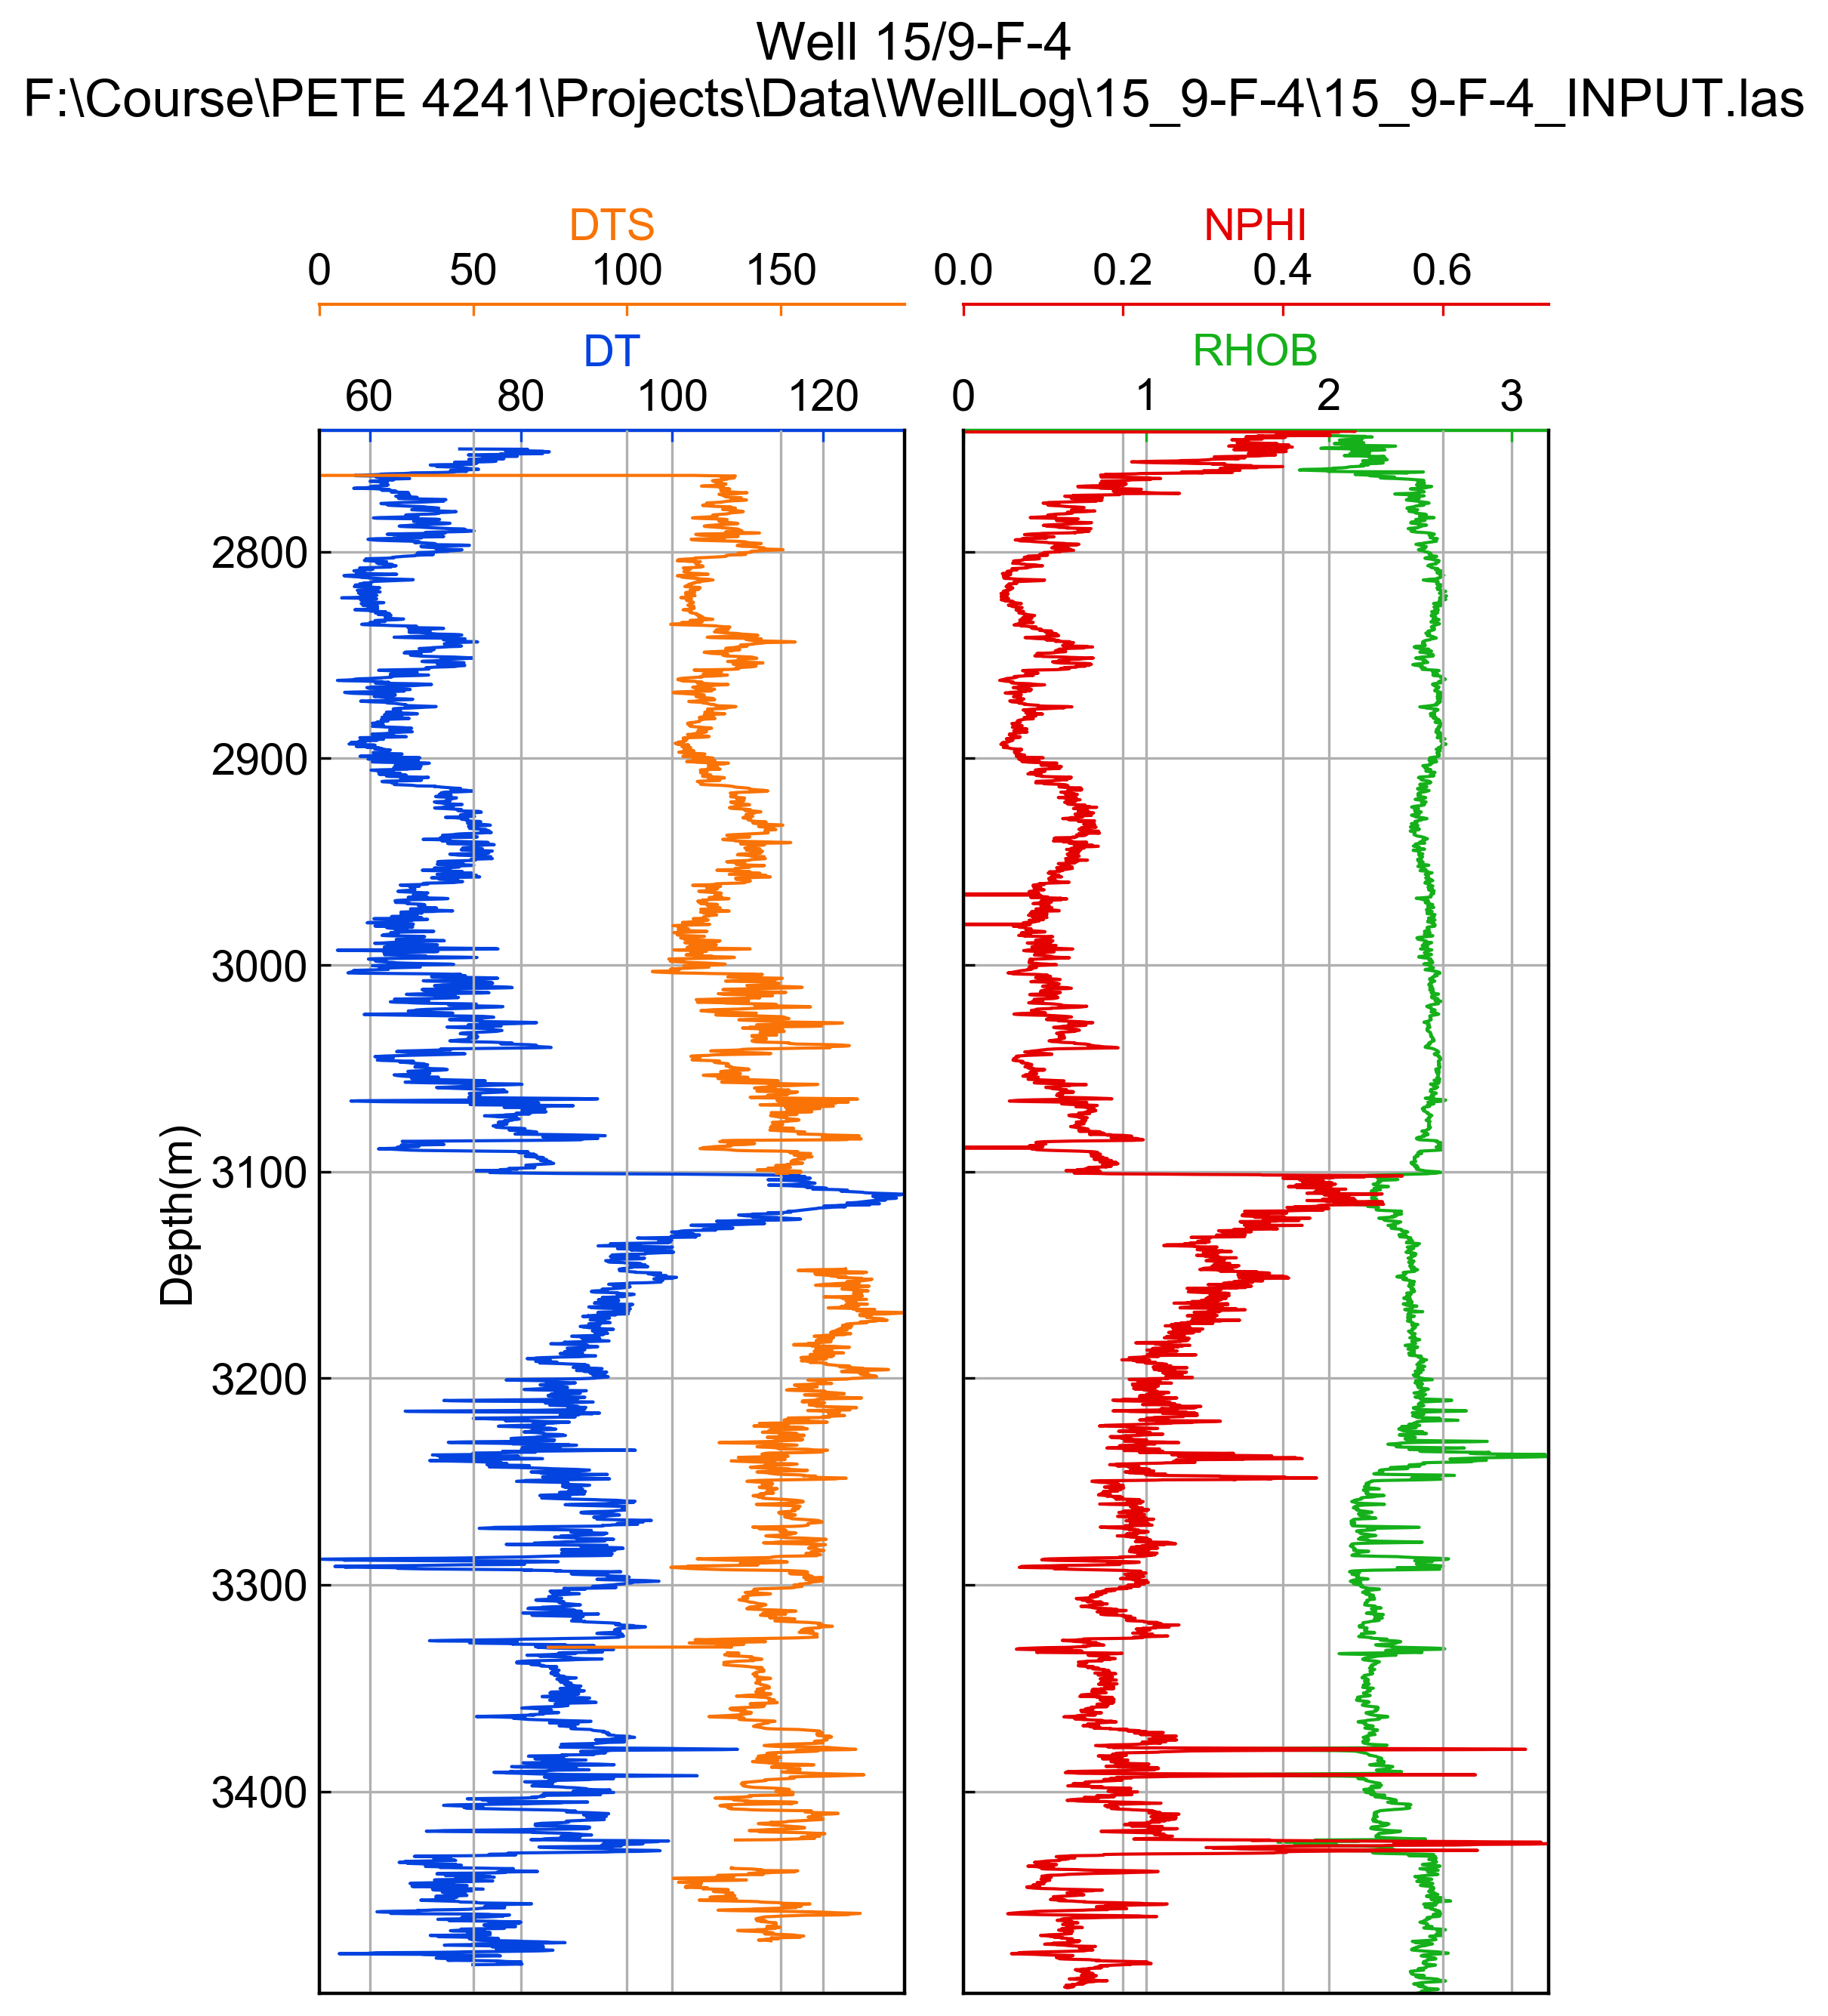 Well 15/9-F-4
F:\Course\PETE 4241\Projects\Data\WellLog\15_9-F-4\15_9-F-4_INPUT.las
DTS
0 50 100 150
DT
60 80 100 120
NPHI
0.0 0.2 0.4 0.6
RHOB
0 1 2 3
Depth(m)
2800
2900
3000
3100
3200
3300
3400